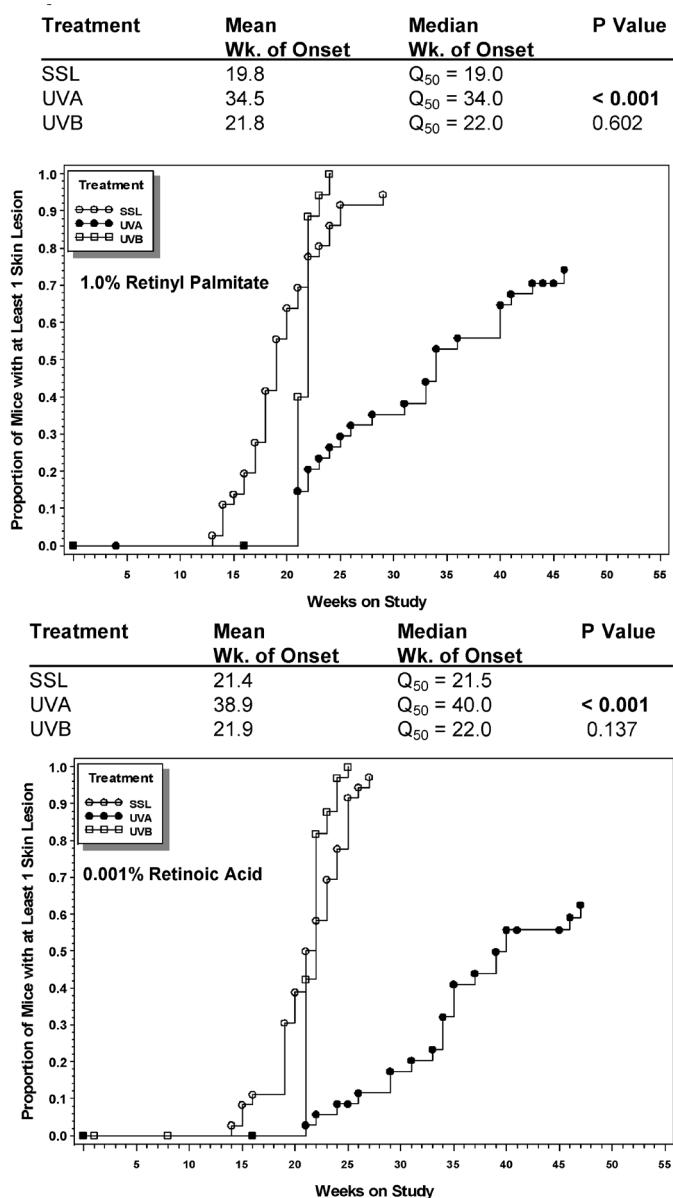 Treatment Mean Median P Value
Wk. of Onset Wk. of Onset
SSL 19.8 Q50 = 19.0
UVA 34.5 Q50 = 34.0 < 0.001
UVB 21.8 Q50 = 22.0 0.602
1.0
0.9
0.8
0.7
0.6
0.5
0.4
0.3
0.2
0.1
0.0
Proportion of Mice with at Least 1 Skin Lesion
Treatment
SSL
UVA
UVB
1.0% Retinyl Palmitate
5 10 15 20 25 30 35 40 45 50 55
Weeks on Study
Treatment Mean Median P Value
Wk. of Onset Wk. of Onset
SSL 21.4 Q50 = 21.5
UVA 38.9 Q50 = 40.0 < 0.001
UVB 21.9 Q50 = 22.0 0.137
1.0
0.9
0.8
0.7
0.6
0.5
0.4
0.3
0.2
0.1
0.0
Proportion of Mice with at Least 1 Skin Lesion
Treatment
SSL
UVA
UVB
0.001% Retinoic Acid
5 10 15 20 25 30 35 40 45 50 55
Weeks on Study